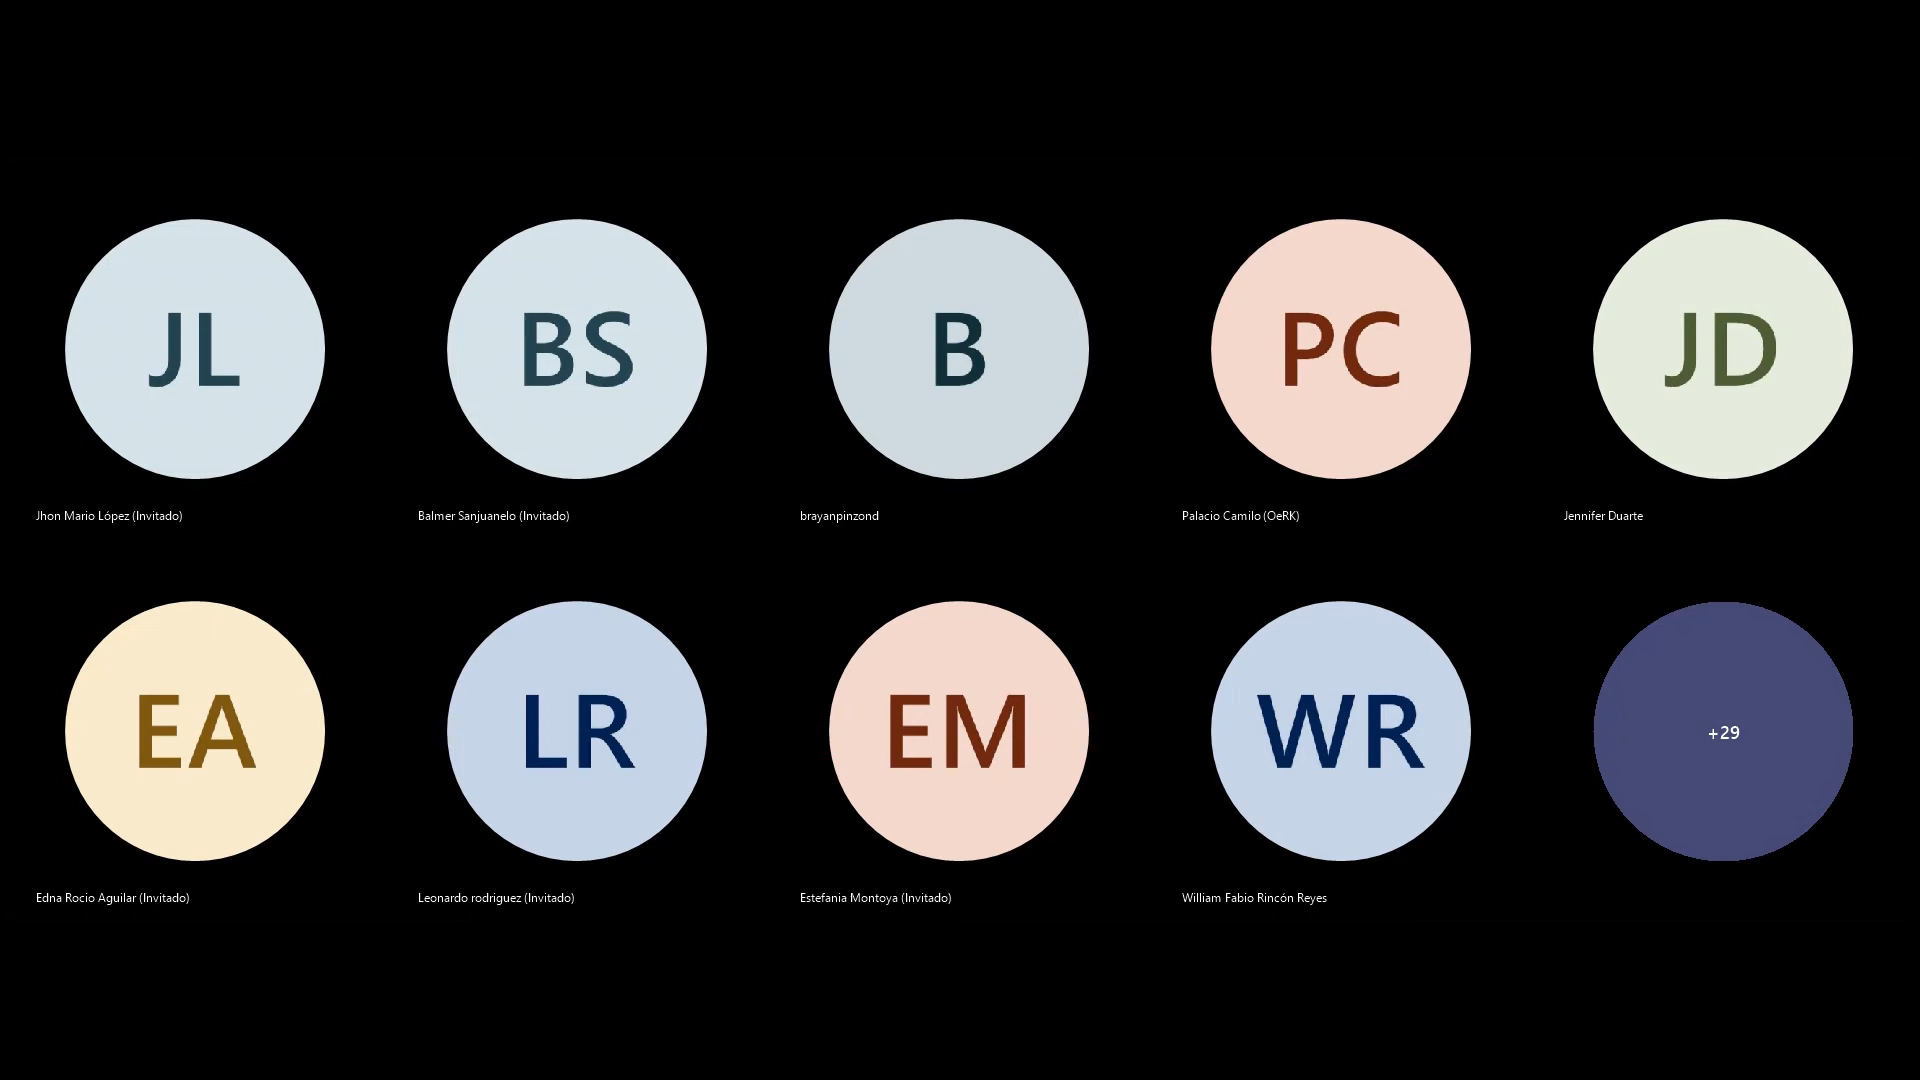 JL
BS
B
PC
JD
Jhon Mario López (Invitado)
Balmer Sanjuanelo (Invitado)
brayanpinzond
Palacio Camilo (OeRK)
Jennifer Duarte
EA
LR
EM
WR
+29
Edna Rocio Aguilar (Invitado)
Leonardo rodriguez (Invitado)
Estefania Montoya (Invitado)
William Fabio Rincón Reyes